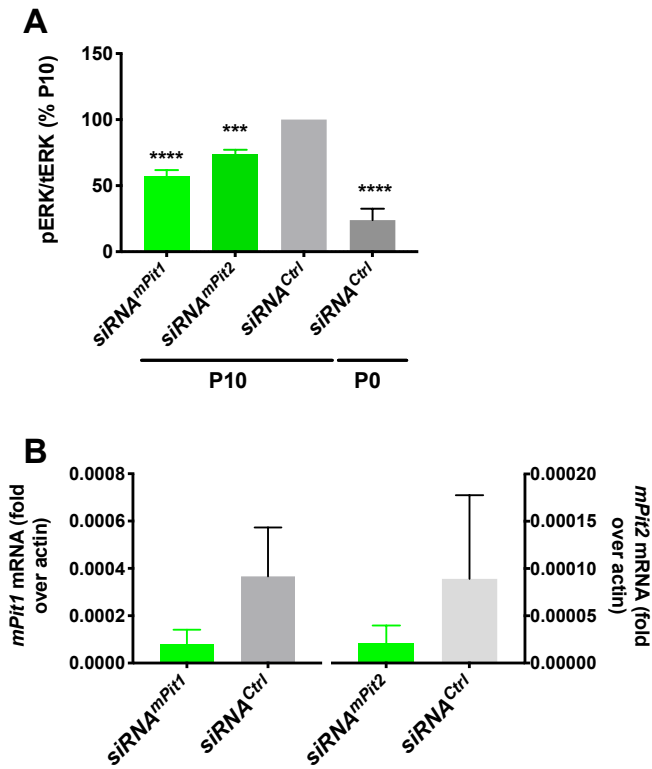 A
pERK/tERK (% P10)
150
100
50
0
****
***
****
siRNAmPit1
siRNAmPit2
siRNACtrl
siRNACtrl
P10
P0
B
mPit1 mRNA (fold
over actin)
0.0008
0.0006
0.0004
0.0002
0.0000
0.00020
0.00015
0.00010
0.00005
0.00000
mPit2 mRNA (fold
over actin)
siRNAmPit1
siRNACtrl
siRNAmPit2
siRNACtrl